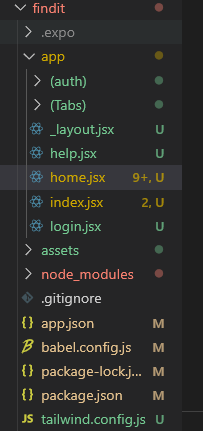 findit
.expo
app
(auth)
(Tabs)
_layout.jsx U
help.jsx U
home.jsx 9+, U
index.jsx 2, U
login.jsx U
assets
node_modules
.gitignore
app.json M
babel.config.js M
package-lock.j... M
package.json M
JS tailwind.config.js U